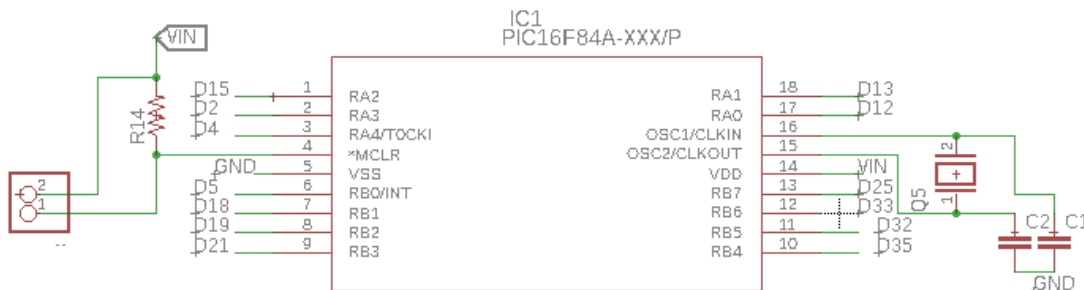 IC1
PIC16F84A-XXX/P
VIN
R14
2
1
D15 1 RA2
D2 2 RA3
D4 3 RA4/T0CKI
4 *MCLR
GND 5 VSS
D5 6 RB0/INT
D18 7 RB1
D19 8 RB2
D21 9 RB3
RA1 18 D13
RA0 17 D12
OSC1/CLKIN 16
OSC2/CLKOUT 15
VDD 14 VIN
RB7 13 D25
RB6 12 D33
RB5 11 D32
RB4 10 D35
2
Q5
1
C2 C1
GND